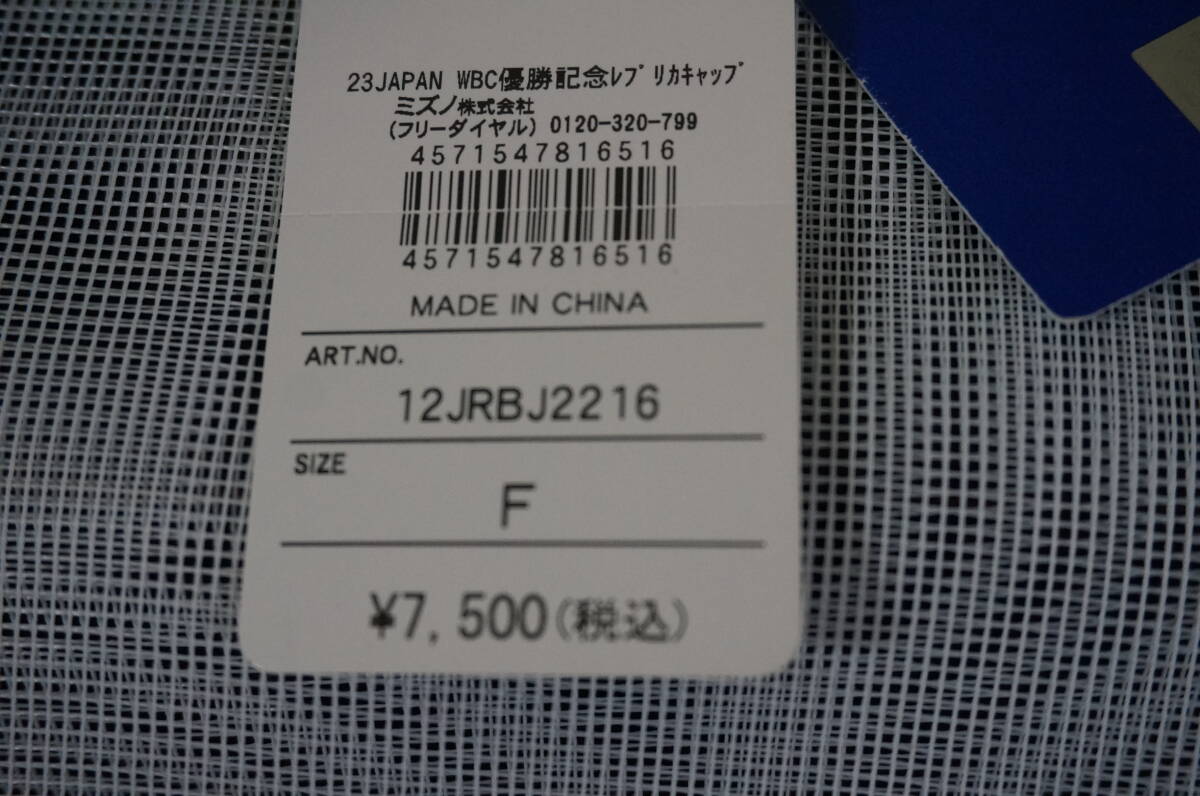 23JAPAN WBC優勝記念ﾚﾌﾟﾘｶｷｬｯﾌﾟ
ミズノ株式会社
(フリーダイヤル) 0120-320-799
4571547816516
4571547816516
MADE IN CHINA
ART.NO.
12JRBJ2216
SIZE
F
¥7,500(税込)